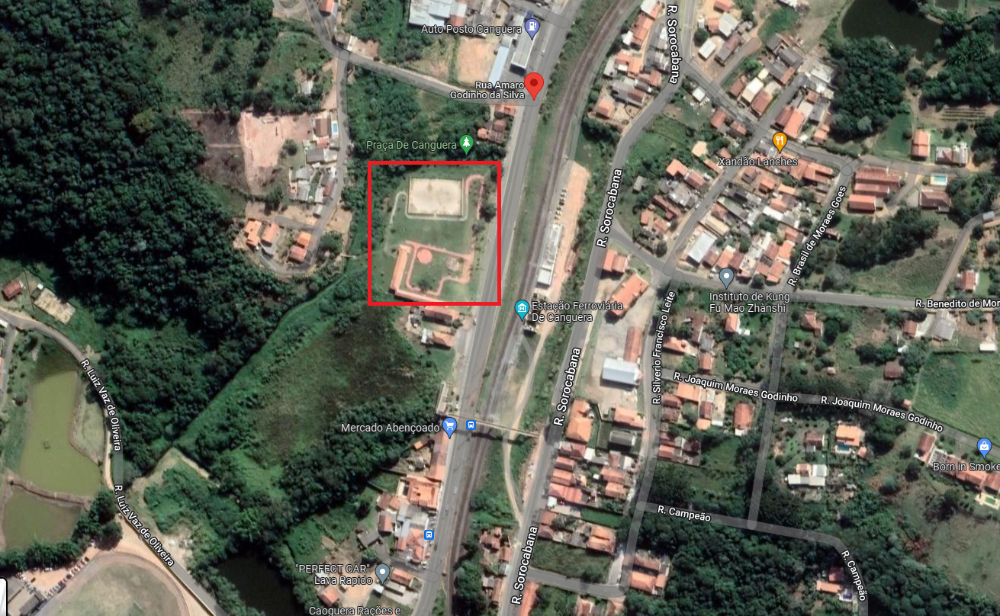 R. Sorocabana
Auto Posto Canguera
Rua Amaro
Godinho da Silva
Praça De Canguera
Xandão Lanches
R. Sorocabana
R. Brasil de Moraes Goes
Instituto de Kung
Fu Mao Zhanshi
R. Benedito de Mor
Estação Ferroviária
De Canguera
R. Silverio Francisco Leite
R. Sorocabana
R. Luiz Vaz de Oliveira
R. Joaquim Moraes Godinho
R. Joaquim Moraes Godinho
Mercado Abençoado
Born in Smoke
R. Luiz Vaz de Oliveira
R. Campeão
R. Sorocabana
R. Campeão
"PERFECT CAR"
Lava Rapido
Caoguera Rações e